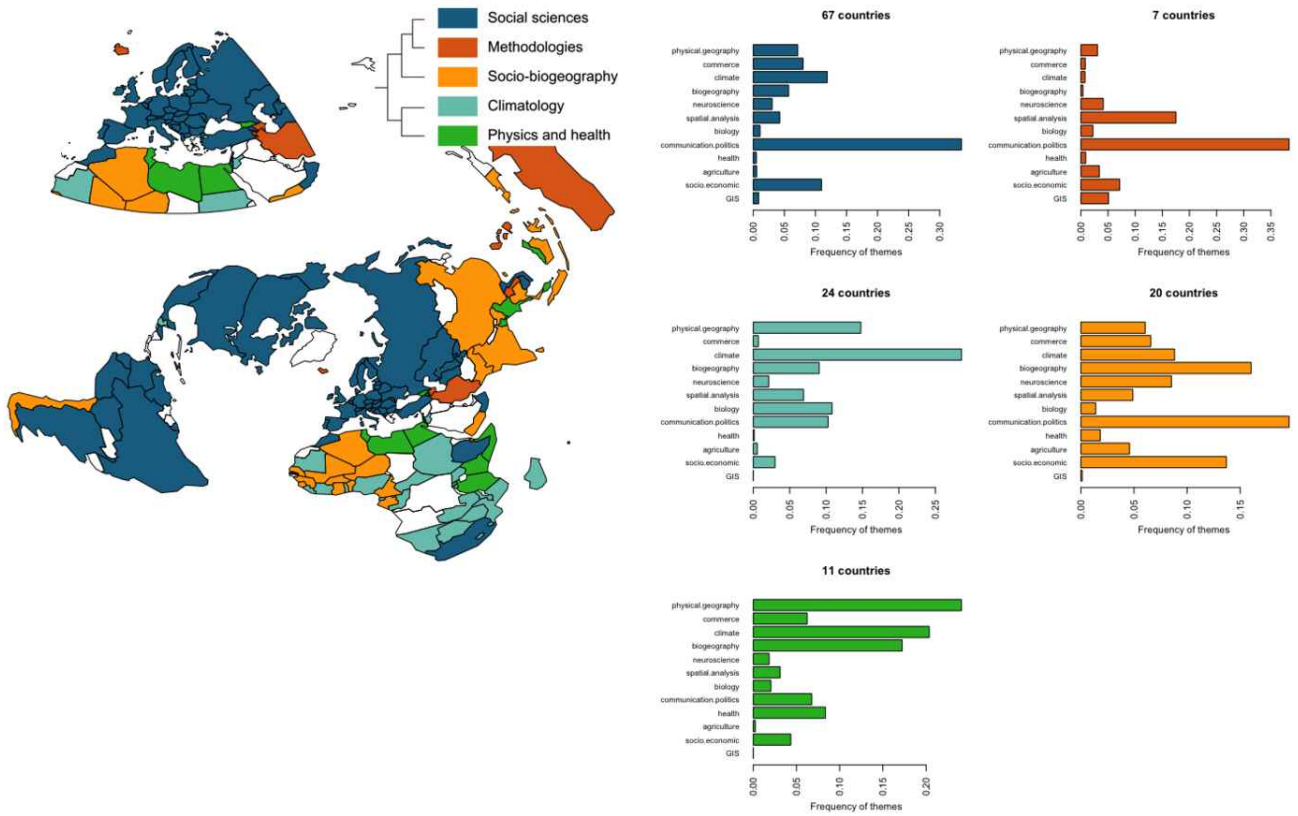 Social sciences
Methodologies
Socio-biogeography
Climatology
Physics and health
67 countries
physical.geography
commerce
climate
biogeography
neuroscience
spatial.analysis
biology
communication.politics
health
agriculture
socio.economic
GIS
0.00
0.05
0.10
0.15
0.20
0.25
0.30
Frequency of themes
7 countries
physical.geography
commerce
climate
biogeography
neuroscience
spatial.analysis
biology
communication.politics
health
agriculture
socio.economic
GIS
0.00
0.05
0.10
0.15
0.20
0.25
0.30
0.35
Frequency of themes
24 countries
physical.geography
commerce
climate
biogeography
neuroscience
spatial.analysis
biology
communication.politics
health
agriculture
socio.economic
GIS
0.00
0.05
0.10
0.15
0.20
0.25
Frequency of themes
20 countries
physical.geography
commerce
climate
biogeography
neuroscience
spatial.analysis
biology
communication.politics
health
agriculture
socio.economic
GIS
0.00
0.05
0.10
0.15
Frequency of themes
11 countries
physical.geography
commerce
climate
biogeography
neuroscience
spatial.analysis
biology
communication.politics
health
agriculture
socio.economic
GIS
0.00
0.05
0.10
0.15
0.20
Frequency of themes